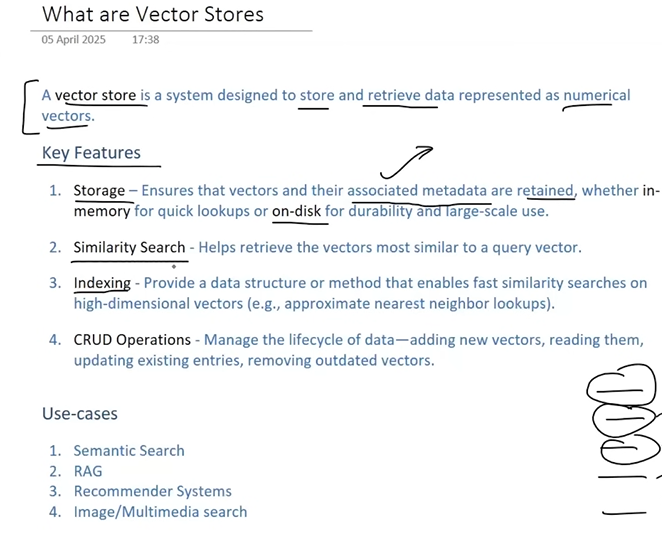 What are Vector Stores
05 April 2025 17:38
A vector store is a system designed to store and retrieve data represented as numerical
vectors.
Key Features
1. Storage – Ensures that vectors and their associated metadata are retained, whether in-
memory for quick lookups or on-disk for durability and large-scale use.
2. Similarity Search - Helps retrieve the vectors most similar to a query vector.
3. Indexing - Provide a data structure or method that enables fast similarity searches on
high-dimensional vectors (e.g., approximate nearest neighbor lookups).
4. CRUD Operations - Manage the lifecycle of data—adding new vectors, reading them,
updating existing entries, removing outdated vectors.
Use-cases
1. Semantic Search
2. RAG
3. Recommender Systems
4. Image/Multimedia search